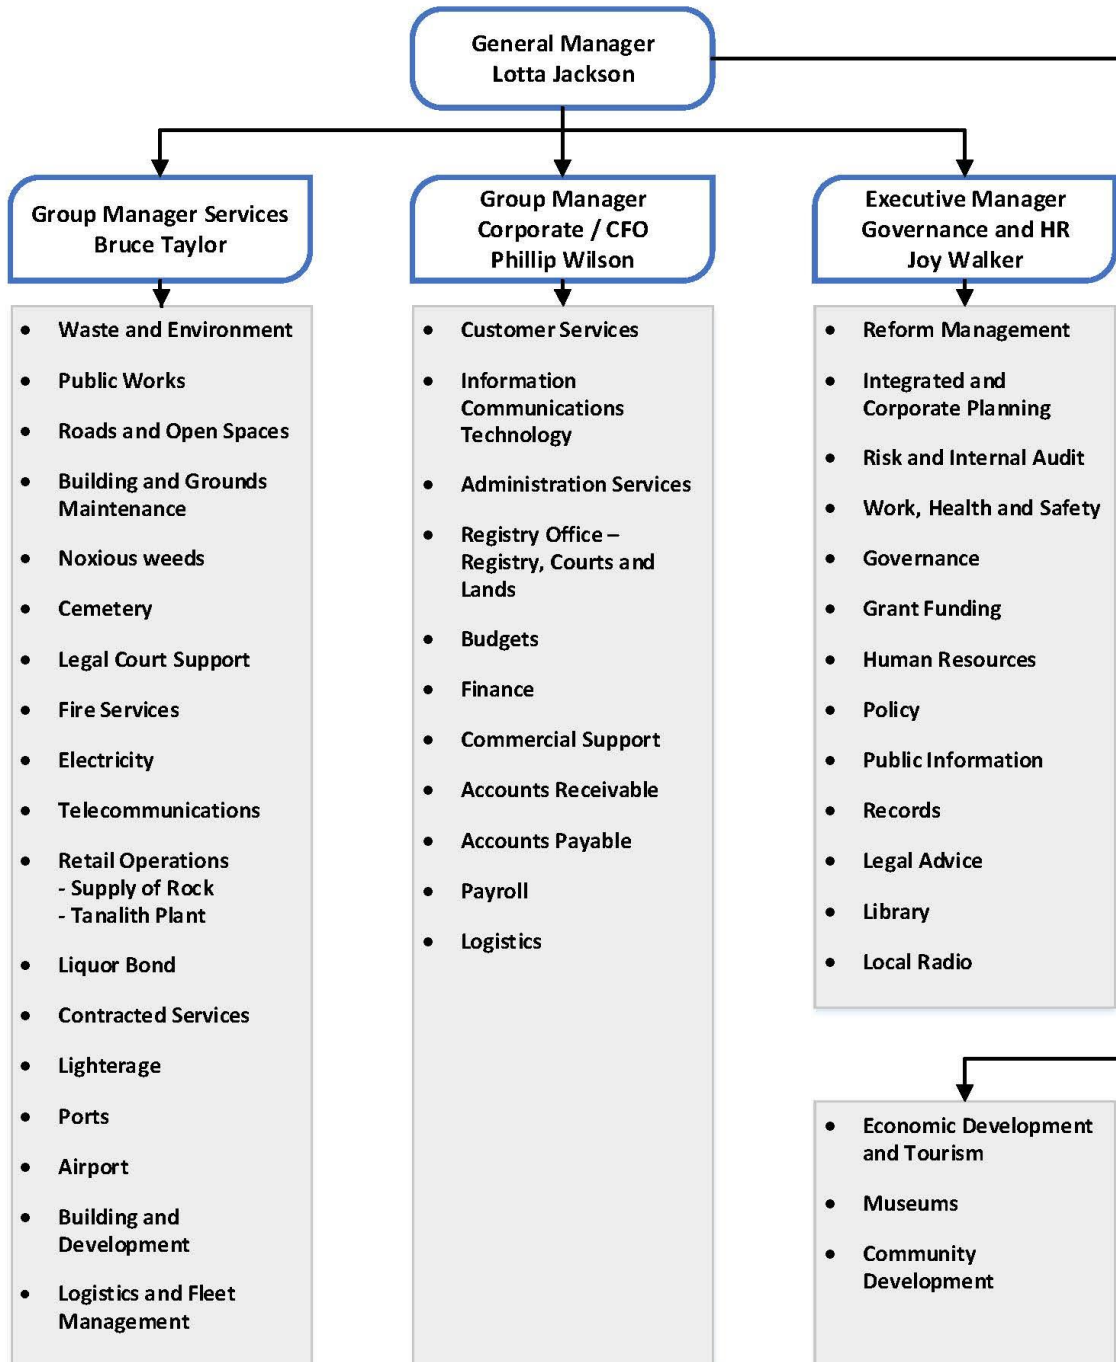 General Manager
Lotta Jackson
Group Manager Services
Bruce Taylor
Group Manager
Corporate / CFO
Phillip Wilson
Executive Manager
Governance and HR
Joy Walker
• Waste and Environment
• Public Works
• Roads and Open Spaces
• Building and Grounds
Maintenance
• Noxious weeds
• Cemetery
• Legal Court Support
• Fire Services
• Electricity
• Telecommunications
• Retail Operations
- Supply of Rock
- Tanalith Plant
• Liquor Bond
• Contracted Services
• Lighterage
• Ports
• Airport
• Building and
Development
• Logistics and Fleet
Management
• Customer Services
• Information
Communications
Technology
• Administration Services
• Registry Office –
Registry, Courts and
Lands
• Budgets
• Finance
• Commercial Support
• Accounts Receivable
• Accounts Payable
• Payroll
• Logistics
• Reform Management
• Integrated and
Corporate Planning
• Risk and Internal Audit
• Work, Health and Safety
• Governance
• Grant Funding
• Human Resources
• Policy
• Public Information
• Records
• Legal Advice
• Library
• Local Radio
• Economic Development
and Tourism
• Museums
• Community
Development